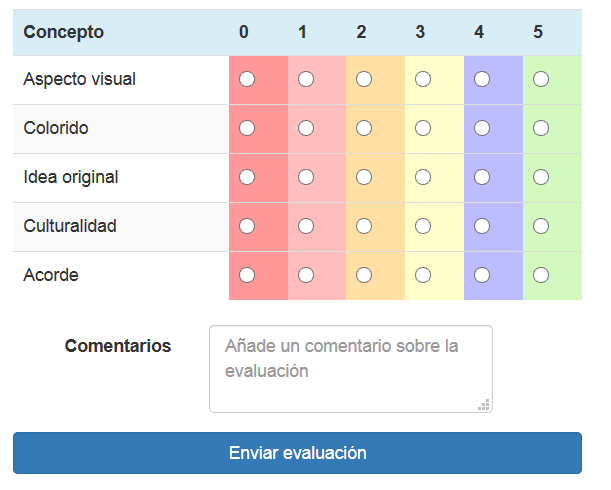 Concepto 0 1 2 3 4 5
Aspecto visual
Colorido
Idea original
Culturalidad
Acorde
Comentarios
Añade un comentario sobre la
evaluación
Enviar evaluación